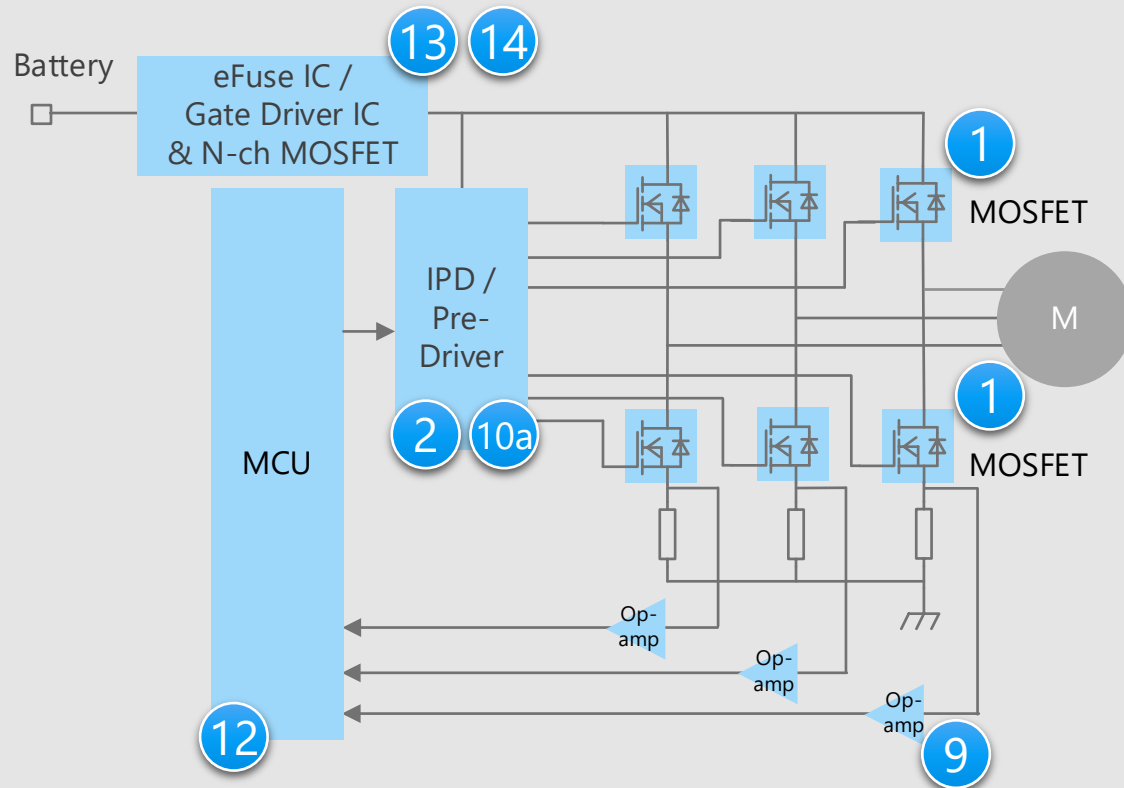 13
14
Battery
eFuse IC /
Gate Driver IC
& N-ch MOSFET
1
MOSFET
IPD /
Pre-
Driver
M
1
2
10a
MCU
MOSFET
Op-
amp
Op-
amp
Op-
amp
12
9